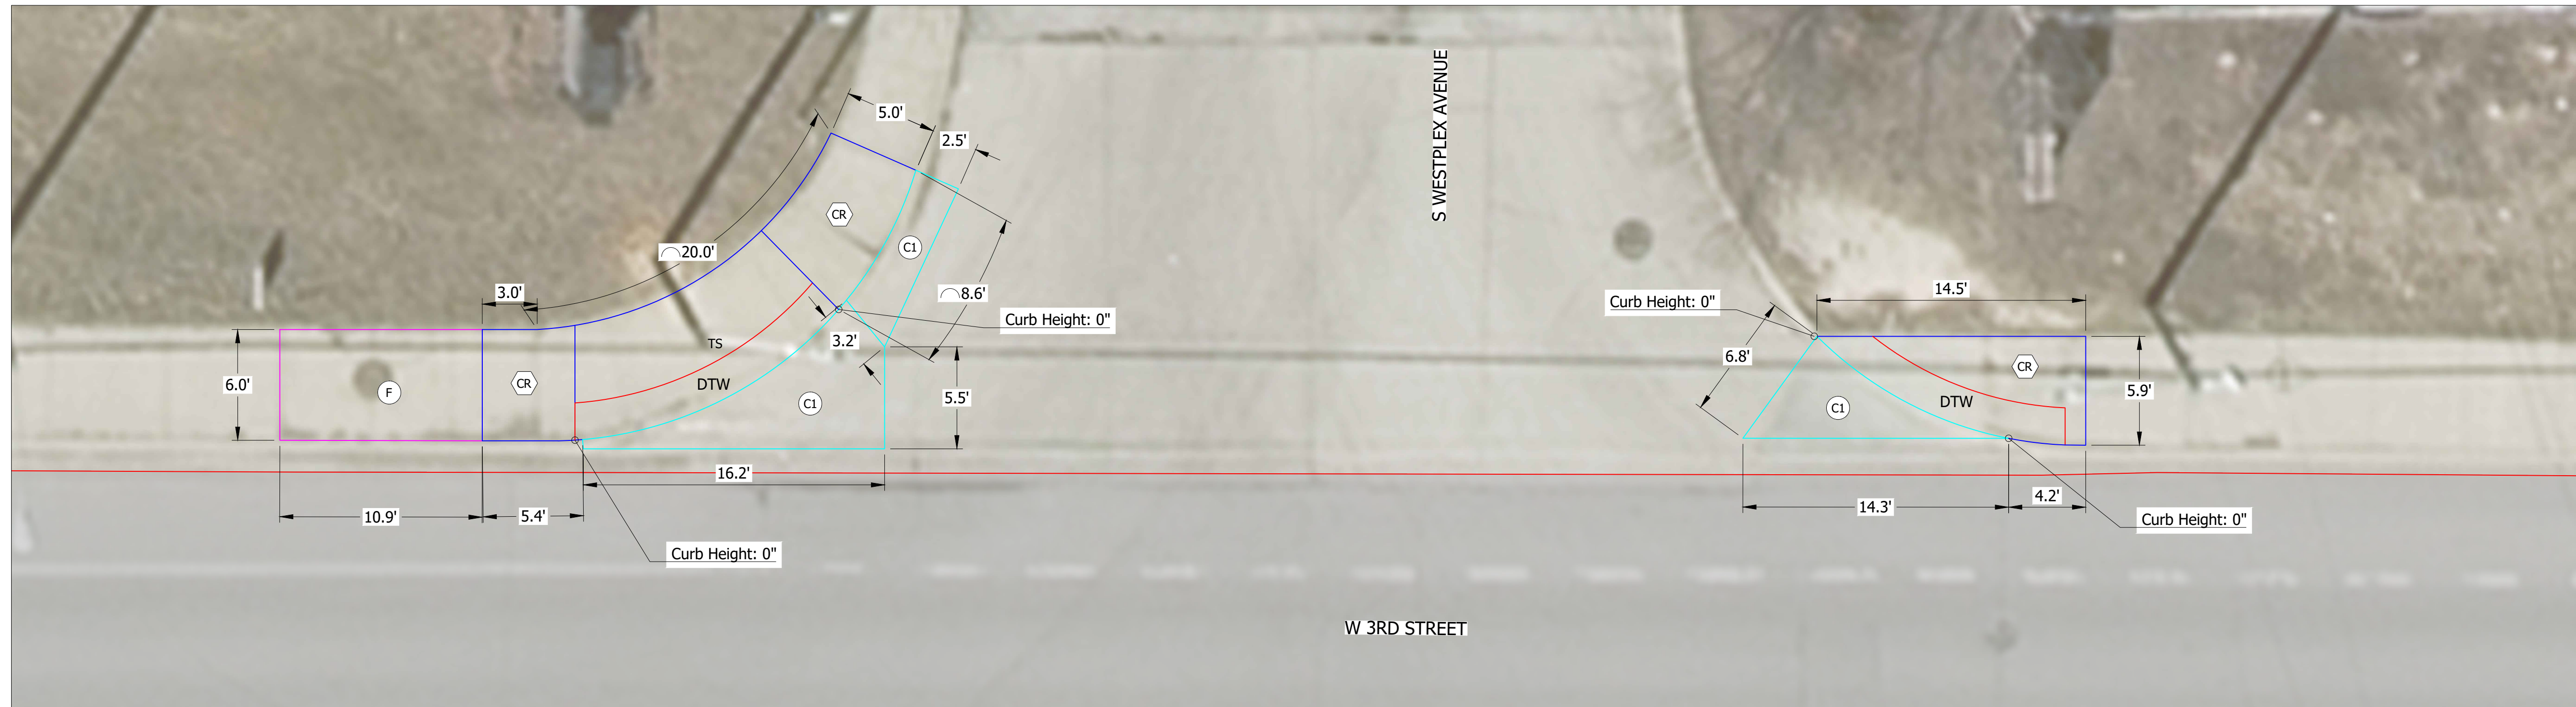 S WESTPLEX AVENUE
5.0'
2.5'
CR
C1
⌒20.0'
3.0'
⌒8.6'
Curb Height: 0"
TS
3.2'
6.0'
F
CR
DTW
C1
5.5'
16.2'
10.9'
5.4'
Curb Height: 0"
14.5'
Curb Height: 0"
6.8'
CR
5.9'
DTW
C1
14.3'
4.2'
Curb Height: 0"
W 3RD STREET